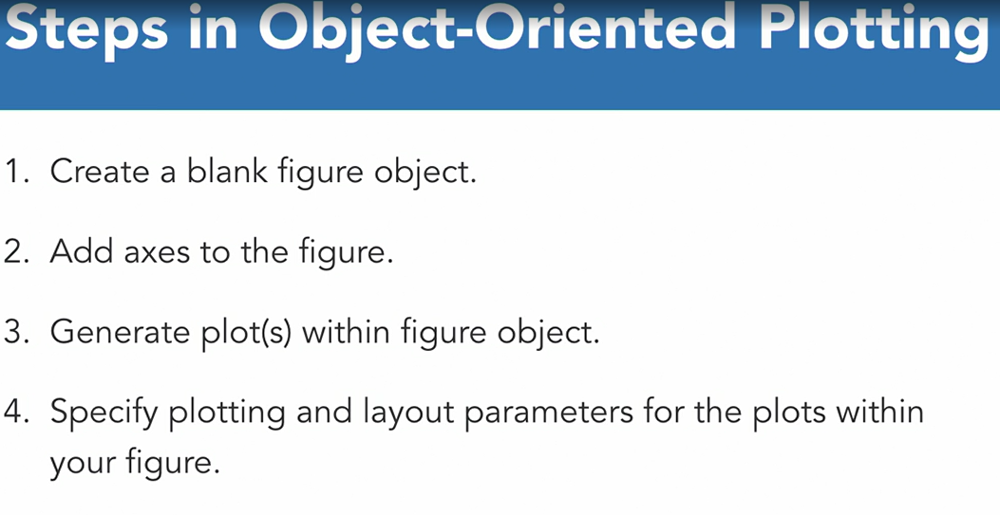 Steps in Object-Oriented Plotting
1. Create a blank figure object.
2. Add axes to the figure.
3. Generate plot(s) within figure object.
4. Specify plotting and layout parameters for the plots within
your figure.